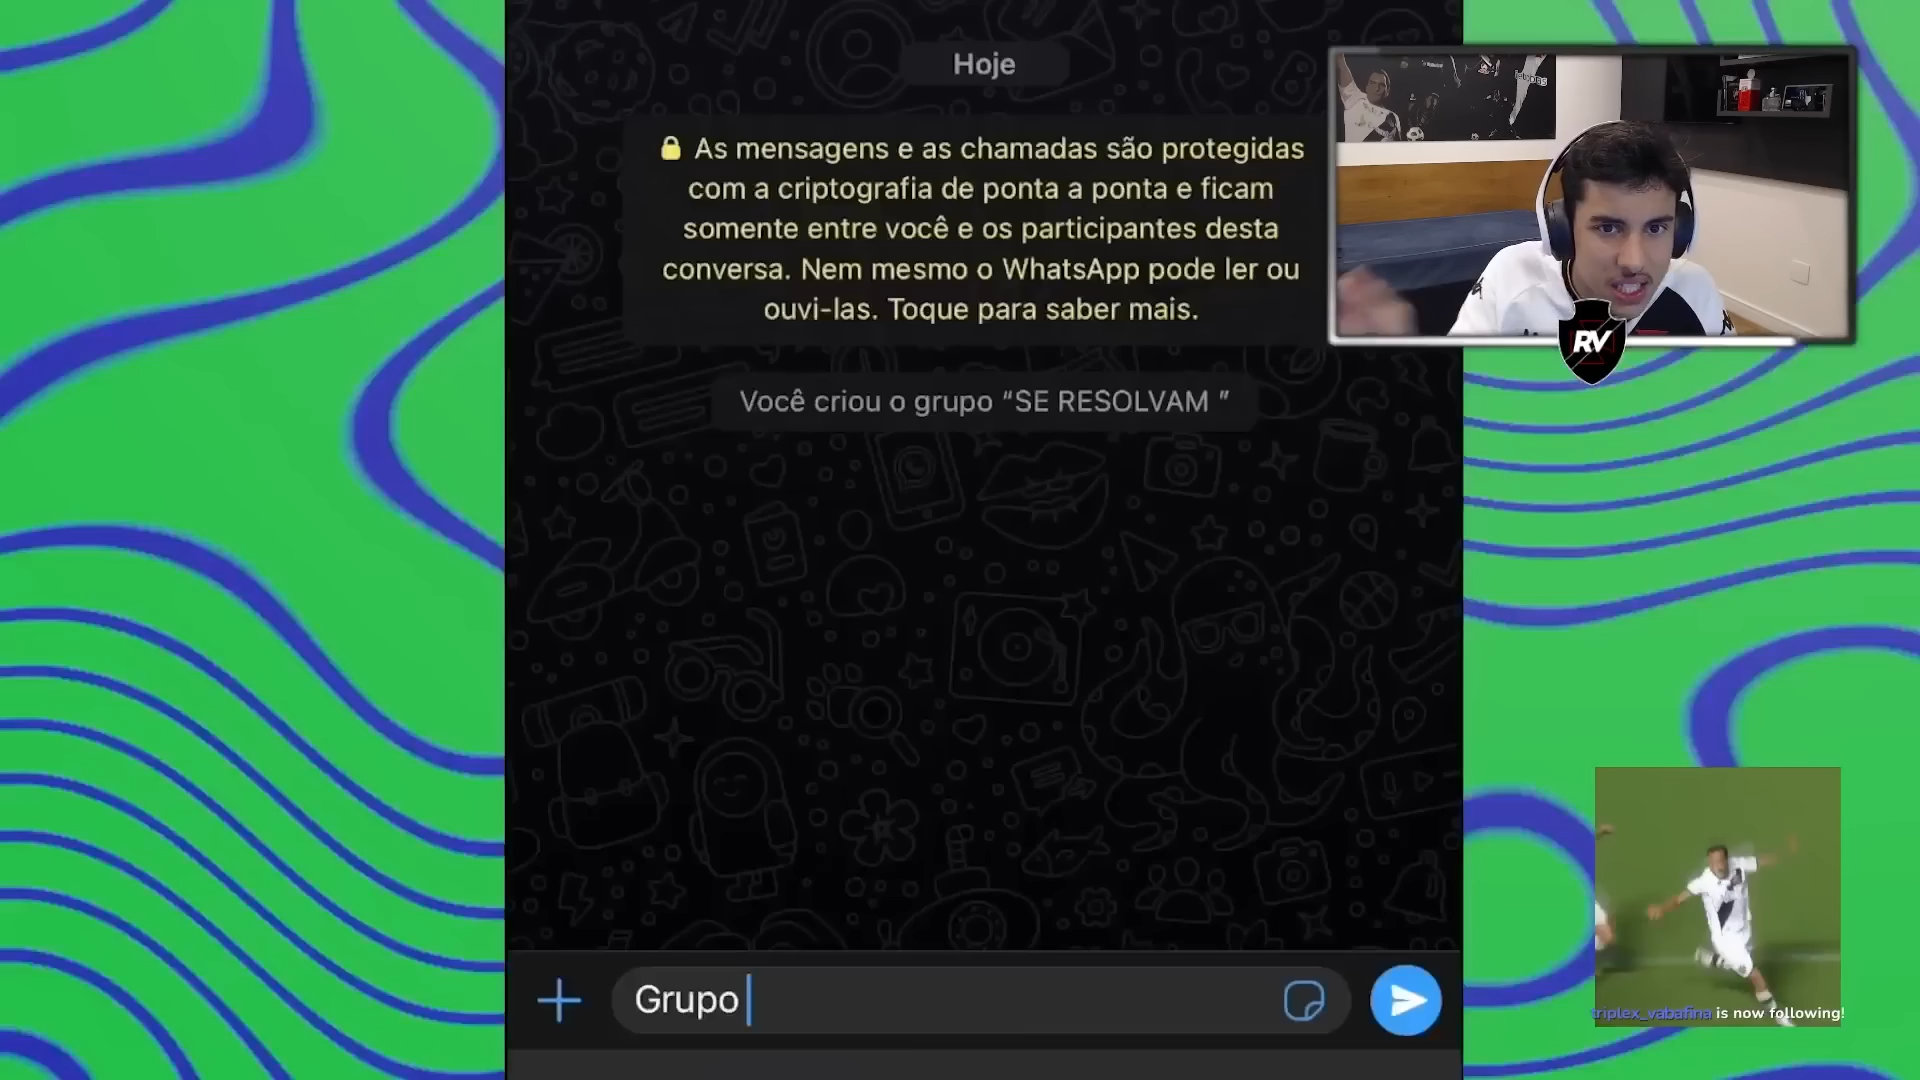 Hoje
As mensagens e as chamadas são protegidas
com a criptografia de ponta a ponta e ficam
somente entre você e os participantes desta
conversa. Nem mesmo o WhatsApp pode ler ou
ouvi-las. Toque para saber mais.
Você criou o grupo “SE RESOLVAM ”
RV
Grupo
triplex_vabafina is now following!